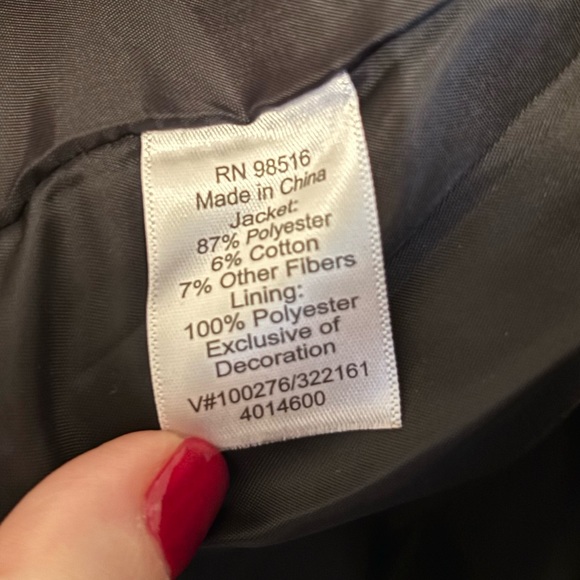 RN 98516
Made in China
Jacket:
87% Polyester
6% Cotton
7% Other Fibers
Lining:
100% Polyester
Exclusive of
Decoration
V#100276/322161
4014600